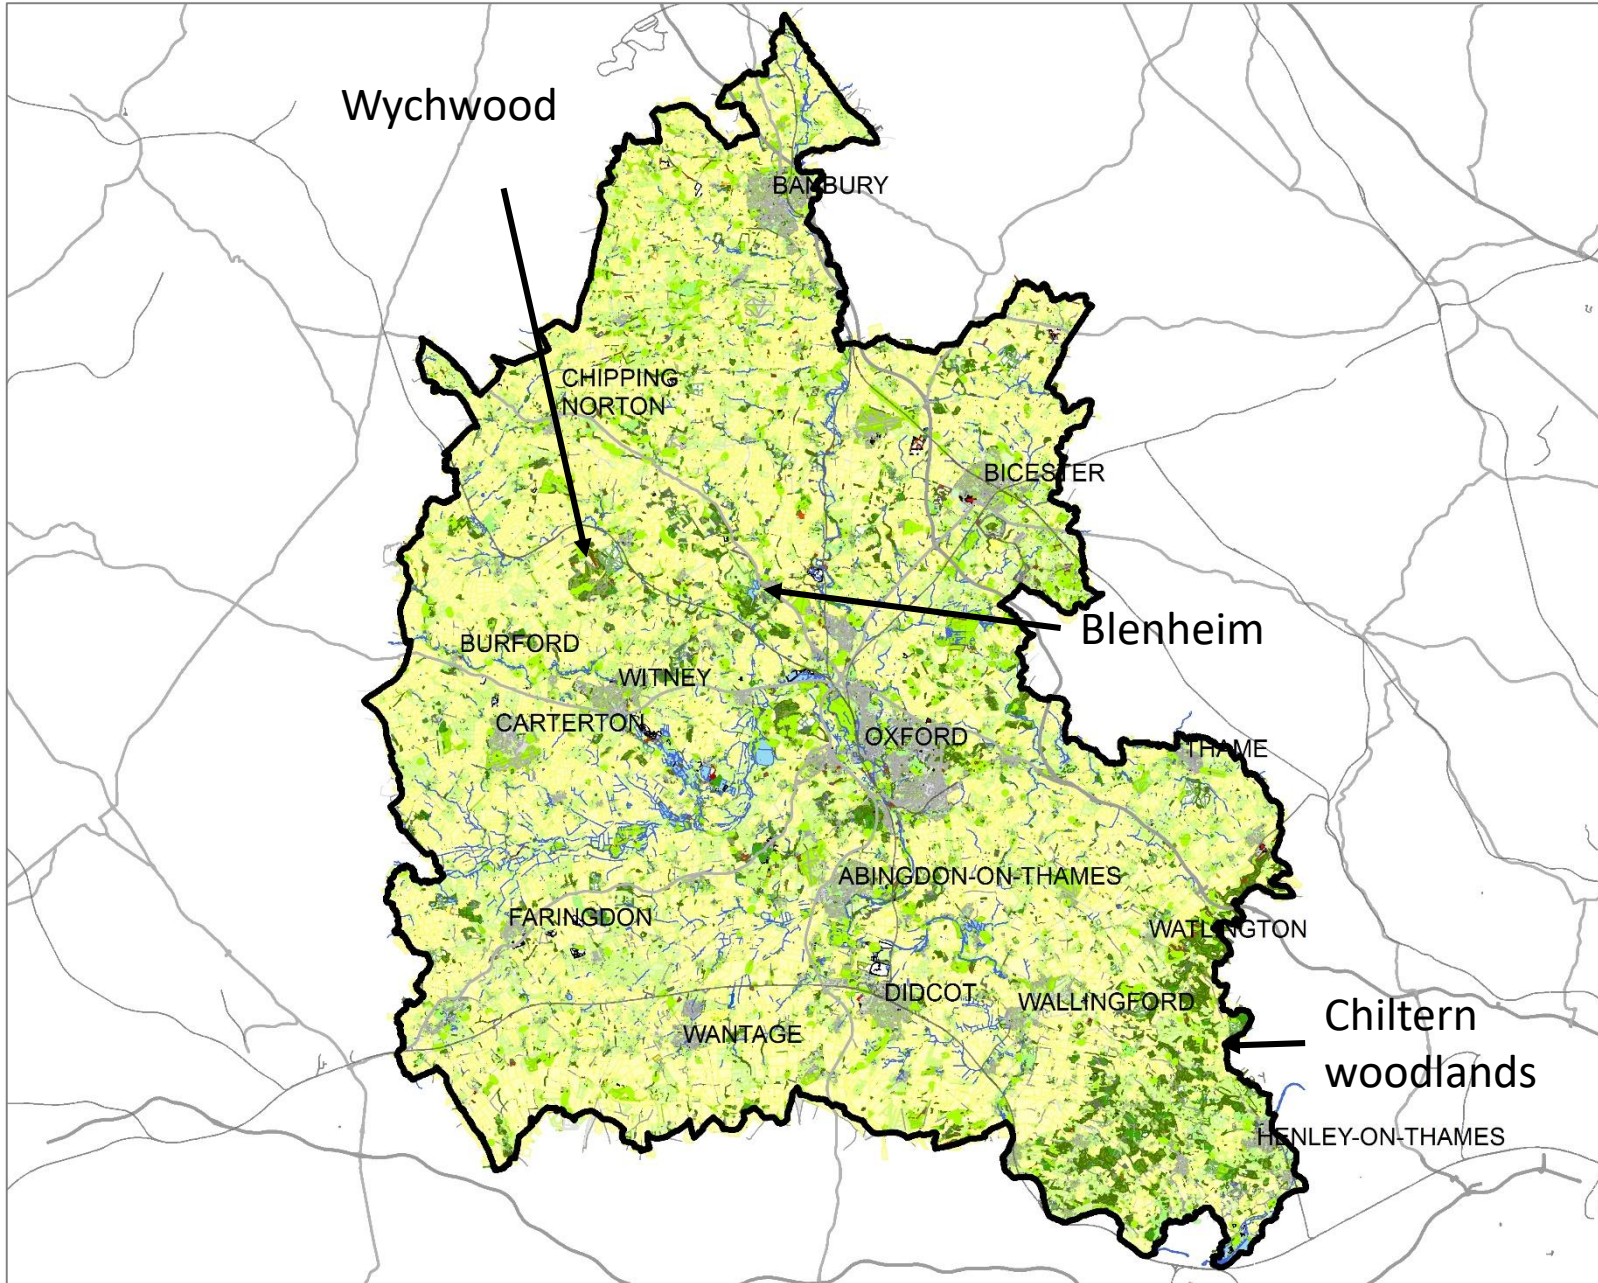 Wychwood
BANBURY
CHIPPING
NORTON
BICESTER
Blenheim
BURFORD
WITNEY
CARTERTON
OXFORD
THAME
ABINGDON-ON-THAMES
FARINGDON
WATLINGTON
DIDCOT
WALLINGFORD
WANTAGE
Chiltern
woodlands
HENLEY-ON-THAMES